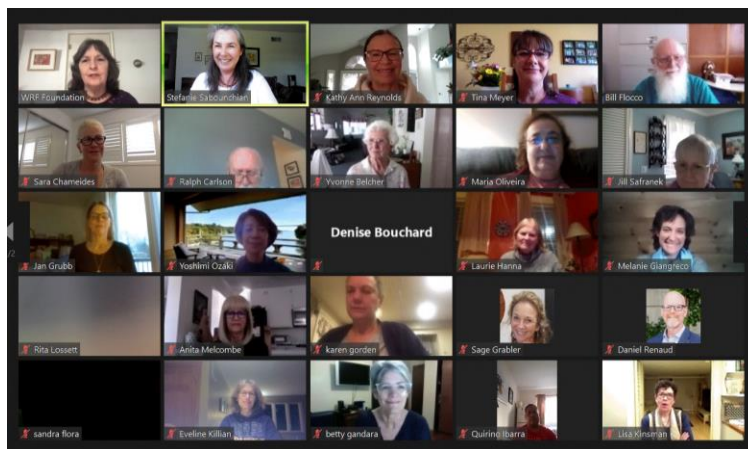 WRF Foundation
Stefanie Sabounchian
Kathy Ann Reynolds
Tina Meyer
Bill Flocco
Sara Chameides
Ralph Carlson
Yvonne Belcher
Maria Oliveira
Jill Safranek
Jan Grubb
Yoshimi Ozaki
Denise Bouchard
Laurie Hanna
Melanie Giangreco
Rita Lossett
Anita Melcombe
karen gorden
Sage Grabler
Daniel Renaud
sandra flora
Eveline Killian
betty gandara
Quirino Ibarra
Lisa Kinsman